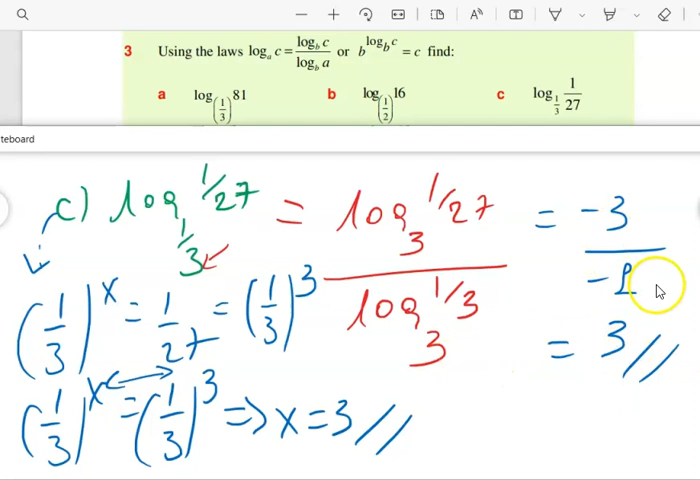 3 Using the laws log_a c = log_b c / log_b a or b^(log_b c) = c find:
a log_(1/3) 81 b log_(1/2) 16 c log_(1/3) 1/27
teboard
c) log_(1/3) 1/27 = log_3 1/27 / log_3 1/3 = -3 / -1
(1/3)^x = 1/27 = (1/3)^3
= 3 //
(1/3)^x = (1/3)^3 => x = 3 //